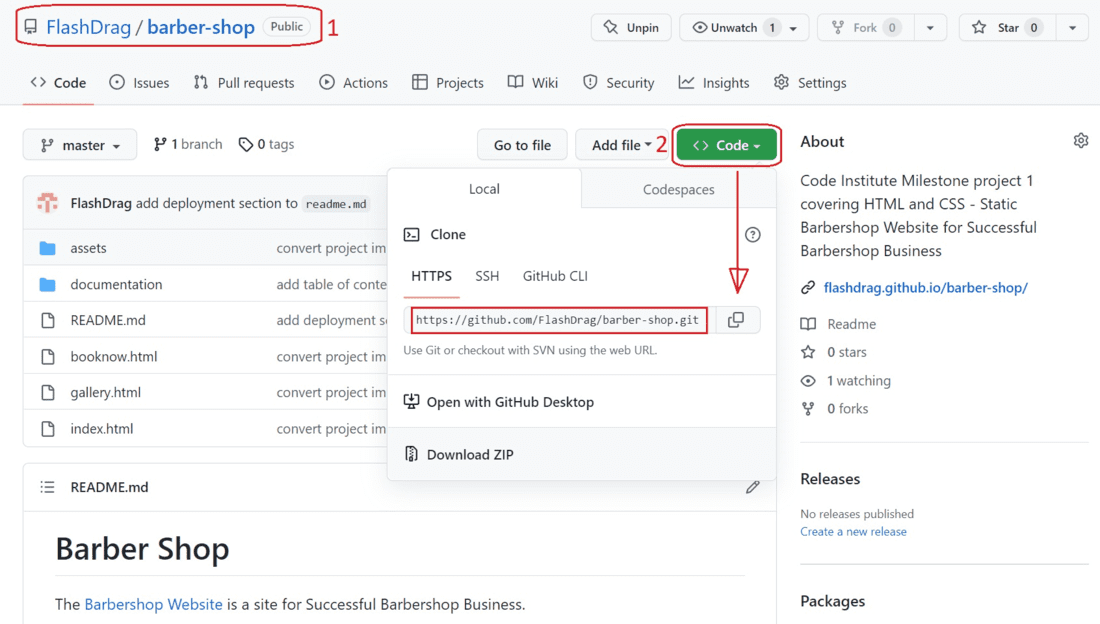 FlashDrag / barber-shop Public 1
Unpin Unwatch 1 Fork 0 Star 0
Code Issues Pull requests Actions Projects Wiki Security Insights Settings
master 1 branch 0 tags Go to file Add file 2 Code
FlashDrag add deployment section to readme.md
assets convert project im
documentation add table of conte
README.md add deployment se
booknow.html convert project im
gallery.html convert project im
index.html convert project im
Local Codespaces
Clone
HTTPS SSH GitHub CLI
https://github.com/FlashDrag/barber-shop.git
Use Git or checkout with SVN using the web URL.
Open with GitHub Desktop
Download ZIP
README.md
Barber Shop
The Barbershop Website is a site for Successful Barbershop Business.
About
Code Institute Milestone project 1
covering HTML and CSS - Static
Barbershop Website for Successful
Barbershop Business
flashdrag.github.io/barber-shop/
Readme
0 stars
1 watching
0 forks
Releases
No releases published
Create a new release
Packages